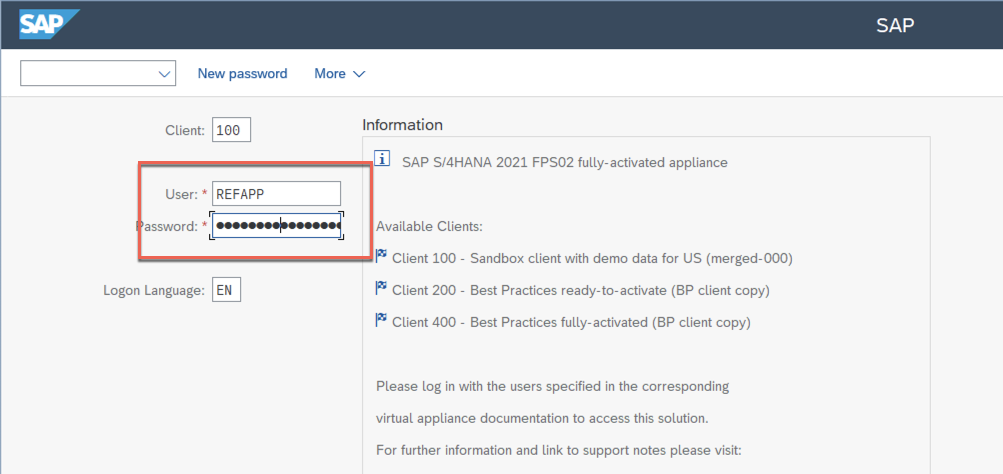 SAP
SAP
New password More
Client: 100
Information
SAP S/4HANA 2021 FPS02 fully-activated appliance
User: * REFAPP
Password: * ●●●●●●●●●●●●●●●●
Available Clients:
Client 100 - Sandbox client with demo data for US (merged-000)
Logon Language: EN
Client 200 - Best Practices ready-to-activate (BP client copy)
Client 400 - Best Practices fully-activated (BP client copy)
Please log in with the users specified in the corresponding
virtual appliance documentation to access this solution.
For further information and link to support notes please visit: